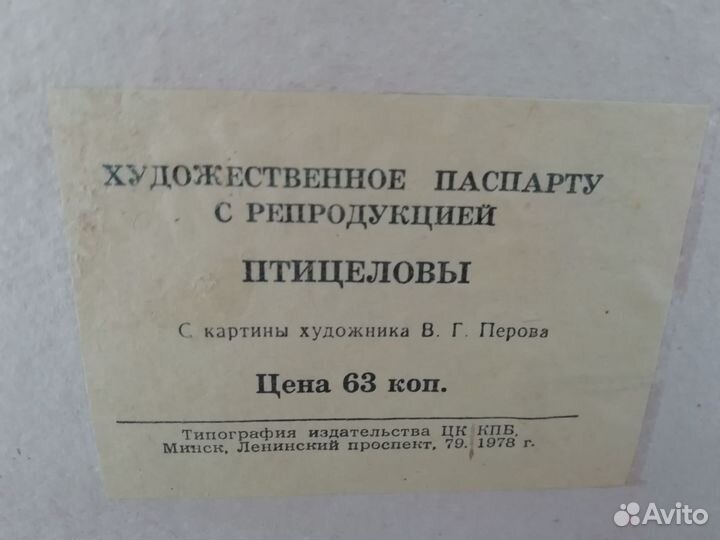 ХУДОЖЕСТВЕННОЕ ПАСПАРТУ
С РЕПРОДУКЦИЕЙ
ПТИЦЕЛОВЫ
С картины художника В. Г. Перова
Цена 63 коп.
Типография издательства ЦК КПБ,
Минск, Ленинский проспект, 79. 1978 г.
Avito